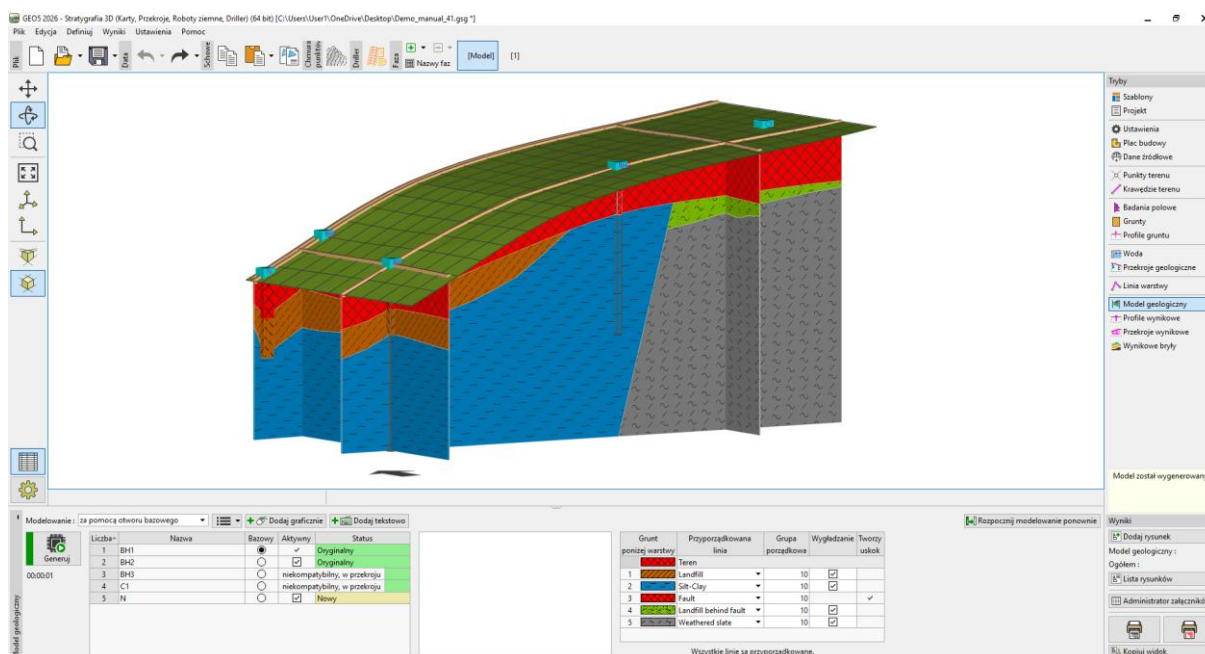 GEO5 2026 - Stratygrafia 3D (Karty, Przekroje, Roboty ziemne, Driller) (64 bit) [C:\Users\User1\OneDrive\Desktop\Demo_manual_41.gsg *]
Plik Edycja Definiuj Wyniki Ustawienia Pomoc
Plik
Data
Schowek
Chmura punktów
Driller
Faza
Nazwy faz
[Model] [1]
Tryby
Szablony
Projekt
Ustawienia
Plac budowy
Dane źródłowe
Punkty terenu
Krawędzie terenu
Badania polowe
Grunty
Profile gruntu
Woda
Przekroje geologiczne
Linia warstwy
Model geologiczny
Profile wynikowe
Przekroje wynikowe
Wynikowe bryły
Model został wygenerowany
Modelowanie : za pomocą otworu bazowego Dodaj graficznie Dodaj tekstowo
Rozpocznij modelowanie ponownie
Generuj
00:00:01
Model geologiczny
Liczba Nazwa Bazowy Aktywny Status
1 BH1 Oryginalny
2 BH2 Oryginalny
3 BH3 niekompatybilny, w przekroju
4 C1 niekompatybilny, w przekroju
5 N Nowy
Grunt poniżej warstwy Przyporządkowana linia Grupa porządkowa Wygładzanie Tworzy uskok
Teren
1 Landfill 10
2 Silt-Clay 10
3 Fault 10
4 Landfill behind fault 10
5 Weathered slate 10
Wszystkie linie są przyporządkowane.
Wyniki
Dodaj rysunek
Model geologiczny :
Ogółem :
Lista rysunków
Administrator załączników
Kopiuj widok